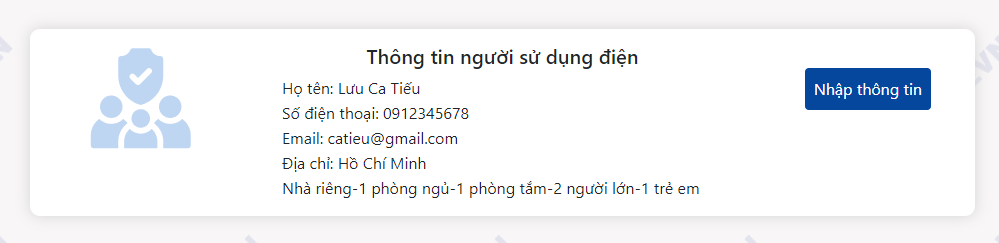 Thông tin người sử dụng điện
Họ tên: Lưu Ca Tiếu
Số điện thoại: 0912345678
Email: catieu@gmail.com
Địa chỉ: Hồ Chí Minh
Nhà riêng-1 phòng ngủ-1 phòng tắm-2 người lớn-1 trẻ em
Nhập thông tin